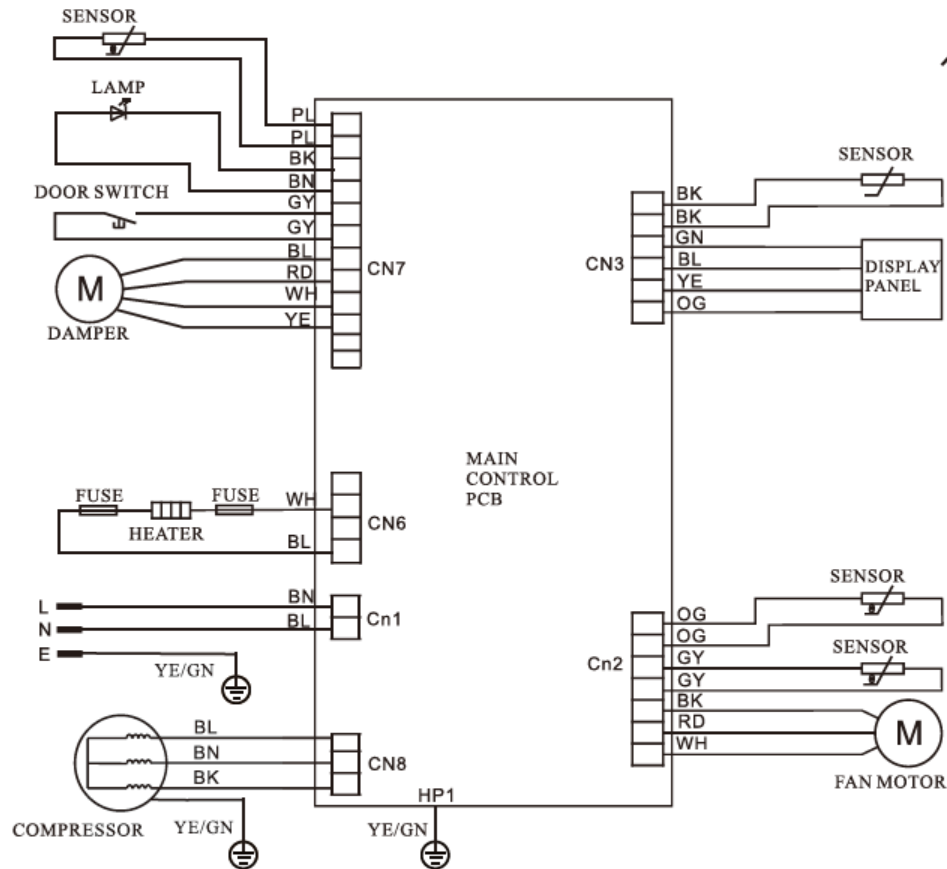 SENSOR
LAMP
PL
PL
BK
BN
DOOR SWITCH
GY
GY
BL
RD
WH
YE
CN7
M
DAMPER
SENSOR
BK
BK
GN
BL
YE
OG
CN3
DISPLAY
PANEL
MAIN
CONTROL
PCB
FUSE
FUSE
HEATER
WH
BL
CN6
L
N
E
BN
BL
Cn1
YE/GN
SENSOR
OG
OG
SENSOR
GY
GY
BK
RD
WH
Cn2
M
FAN MOTOR
BL
BN
BK
CN8
COMPRESSOR
YE/GN
HP1
YE/GN